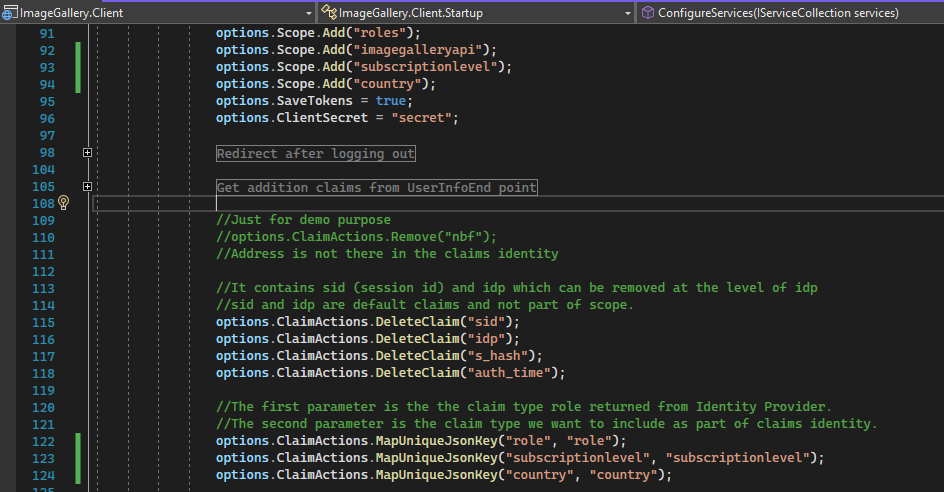 ImageGallery.Client ImageGallery.Client.Startup ConfigureServices(IServiceCollection services)
91 options.Scope.Add("roles");
92 options.Scope.Add("imagegalleryapi");
93 options.Scope.Add("subscriptionlevel");
94 options.Scope.Add("country");
95 options.SaveTokens = true;
96 options.ClientSecret = "secret";
97
98 Redirect after logging out
104
105 Get addition claims from UserInfoEnd point
108
109 //Just for demo purpose
110 //options.ClaimActions.Remove("nbf");
111 //Address is not there in the claims identity
112
113 //It contains sid (session id) and idp which can be removed at the level of idp
114 //sid and idp are default claims and not part of scope.
115 options.ClaimActions.DeleteClaim("sid");
116 options.ClaimActions.DeleteClaim("idp");
117 options.ClaimActions.DeleteClaim("s_hash");
118 options.ClaimActions.DeleteClaim("auth_time");
119
120 //The first parameter is the the claim type role returned from Identity Provider.
121 //The second parameter is the claim type we want to include as part of claims identity.
122 options.ClaimActions.MapUniqueJsonKey("role", "role");
123 options.ClaimActions.MapUniqueJsonKey("subscriptionlevel", "subscriptionlevel");
124 options.ClaimActions.MapUniqueJsonKey("country", "country");
125